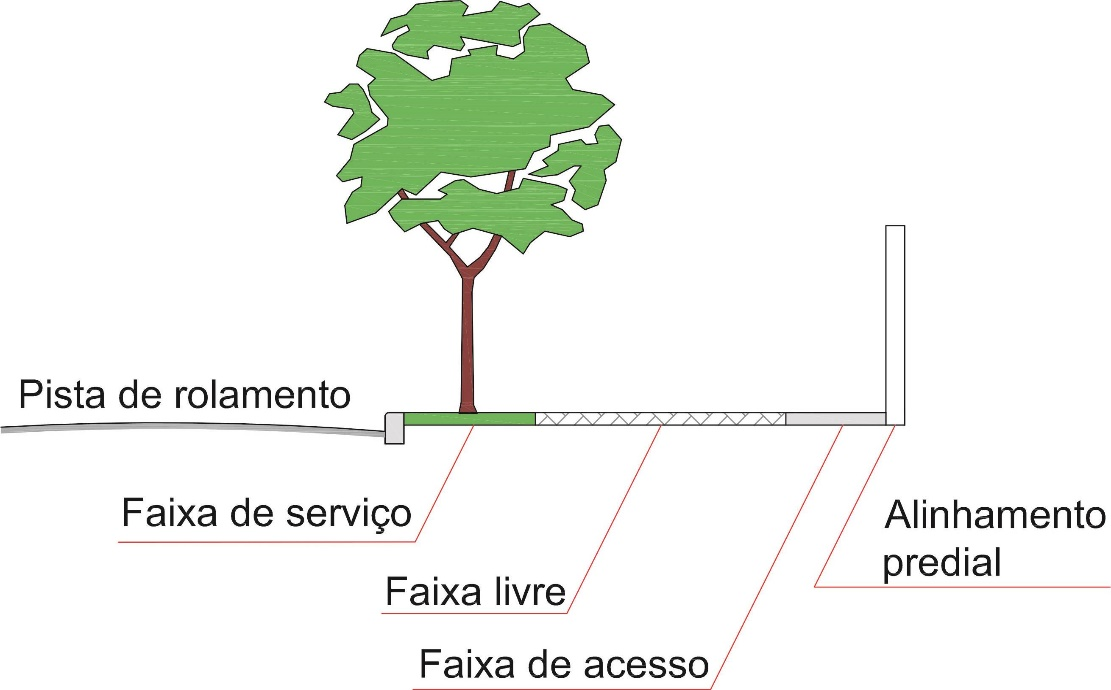 Pista de rolamento
Faixa de serviço
Faixa livre
Faixa de acesso
Alinhamento
predial